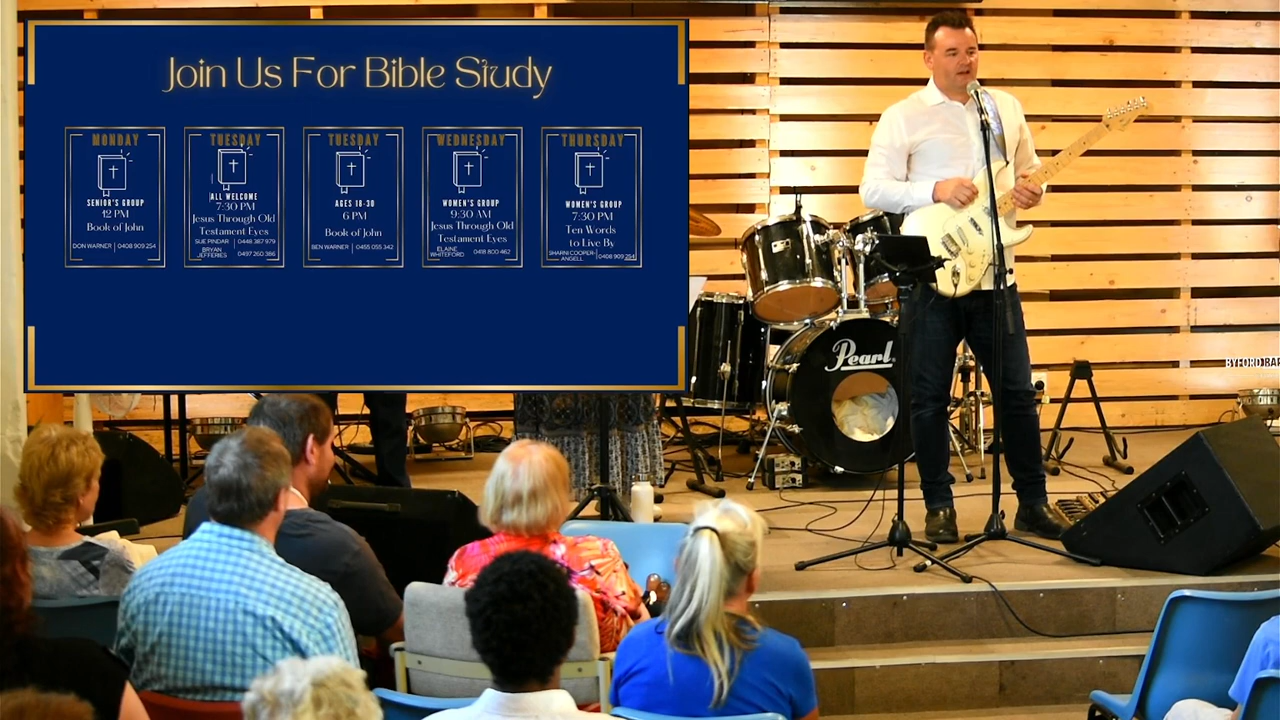 Join Us For Bible Study
MONDAY
SENIOR'S GROUP
12 PM
Book of John
DON WARNER | 0408 909 254
TUESDAY
ALL WELCOME
7:30 PM
Jesus Through Old
Testament Eyes
SUE PINDAR | 0448 387 979
BRYAN JEFFERIES 0497 260 386
TUESDAY
AGES 18-30
6 PM
Book of John
BEN WARNER | 0455 055 342
WEDNESDAY
WOMEN'S GROUP
9:30 AM
Jesus Through Old
Testament Eyes
ELAINE WHITEFORD | 0418 800 462
THURSDAY
WOMEN'S GROUP
7:30 PM
Ten Words
to Live By
SHARNI COOPER-ANGELL | 0408 909 254
Pearl
BYFORD BAP